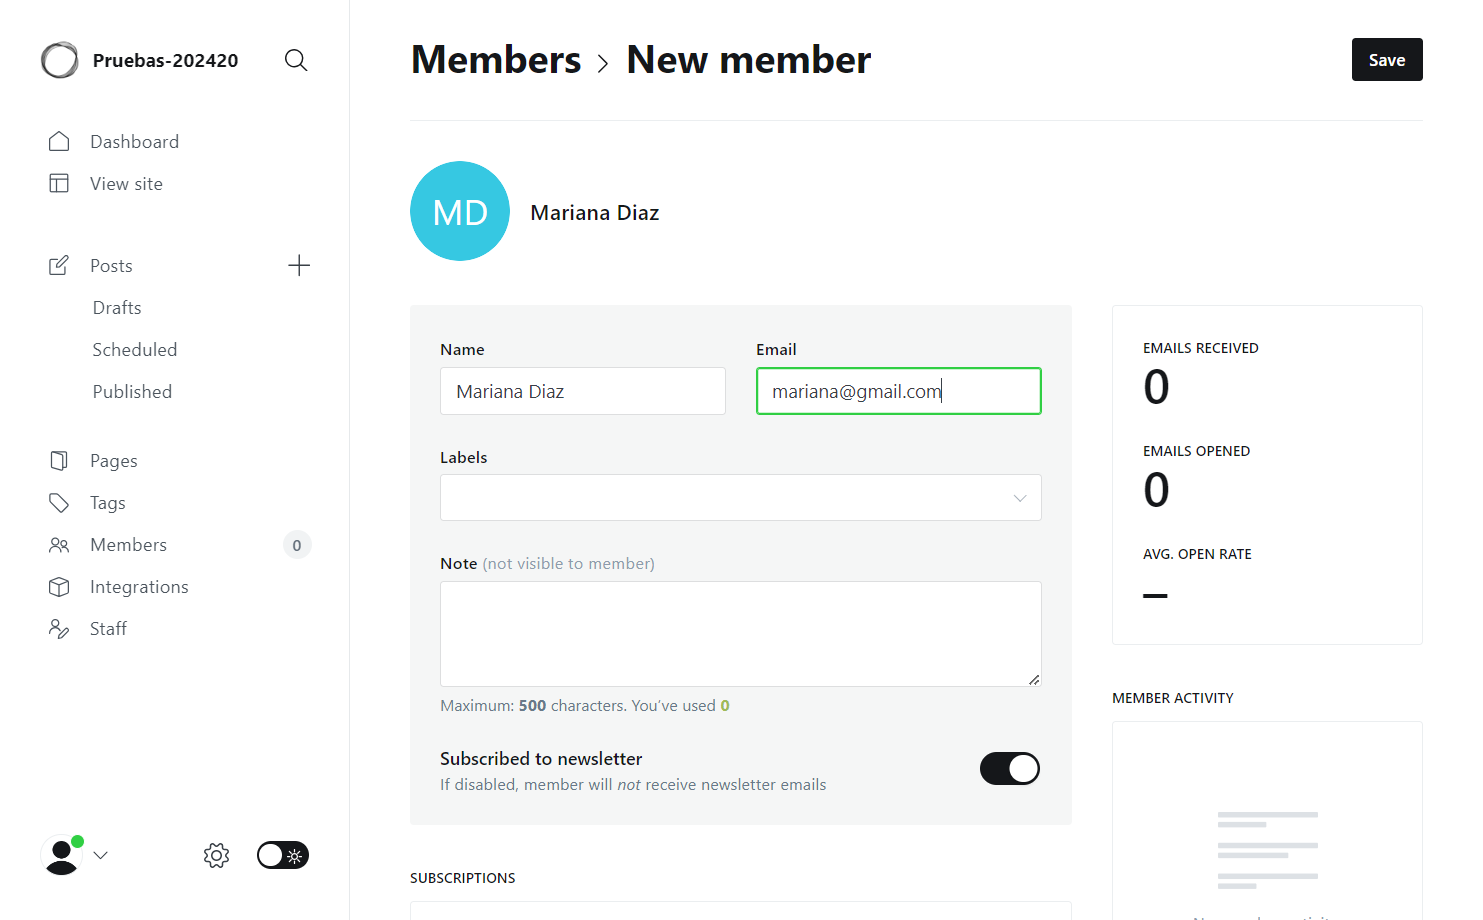 Pruebas-202420
Dashboard
View site
Posts
Drafts
Scheduled
Published
Pages
Tags
Members 0
Integrations
Staff
Members > New member
Save
MD Mariana Diaz
Name
Mariana Diaz
Email
mariana@gmail.com
Labels
Note (not visible to member)
Maximum: 500 characters. You've used 0
Subscribed to newsletter
If disabled, member will not receive newsletter emails
SUBSCRIPTIONS
EMAILS RECEIVED
0
EMAILS OPENED
0
AVG. OPEN RATE
–
MEMBER ACTIVITY